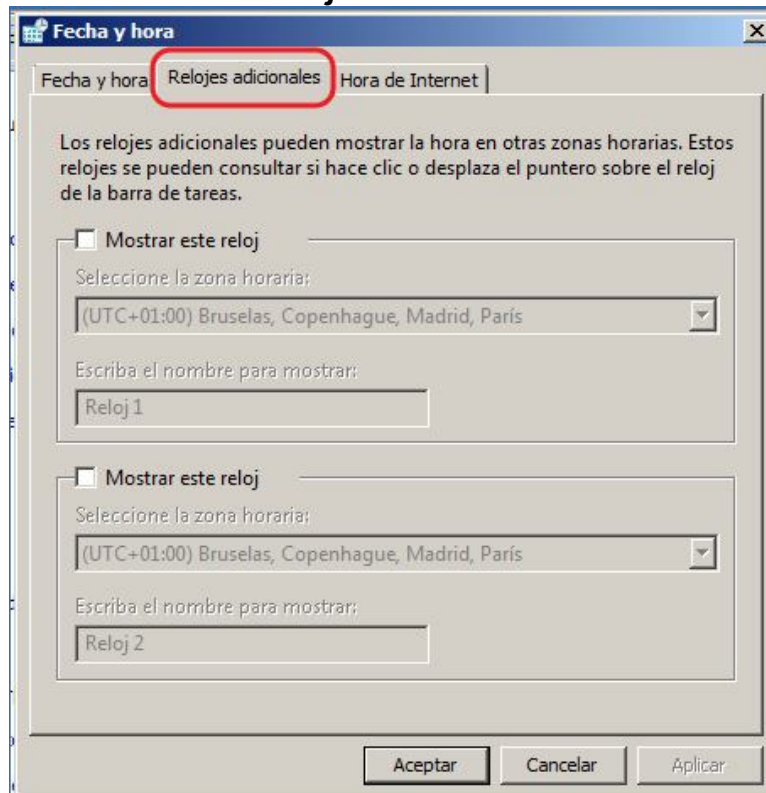 Fecha y hora
Fecha y hora Relojes adicionales Hora de Internet
Los relojes adicionales pueden mostrar la hora en otras zonas horarias. Estos
relojes se pueden consultar si hace clic o desplaza el puntero sobre el reloj
de la barra de tareas.
Mostrar este reloj
Seleccione la zona horaria:
(UTC+01:00) Bruselas, Copenhague, Madrid, París
Escriba el nombre para mostrar:
Reloj 1
Mostrar este reloj
Seleccione la zona horaria:
(UTC+01:00) Bruselas, Copenhague, Madrid, París
Escriba el nombre para mostrar:
Reloj 2
Aceptar Cancelar Aplicar